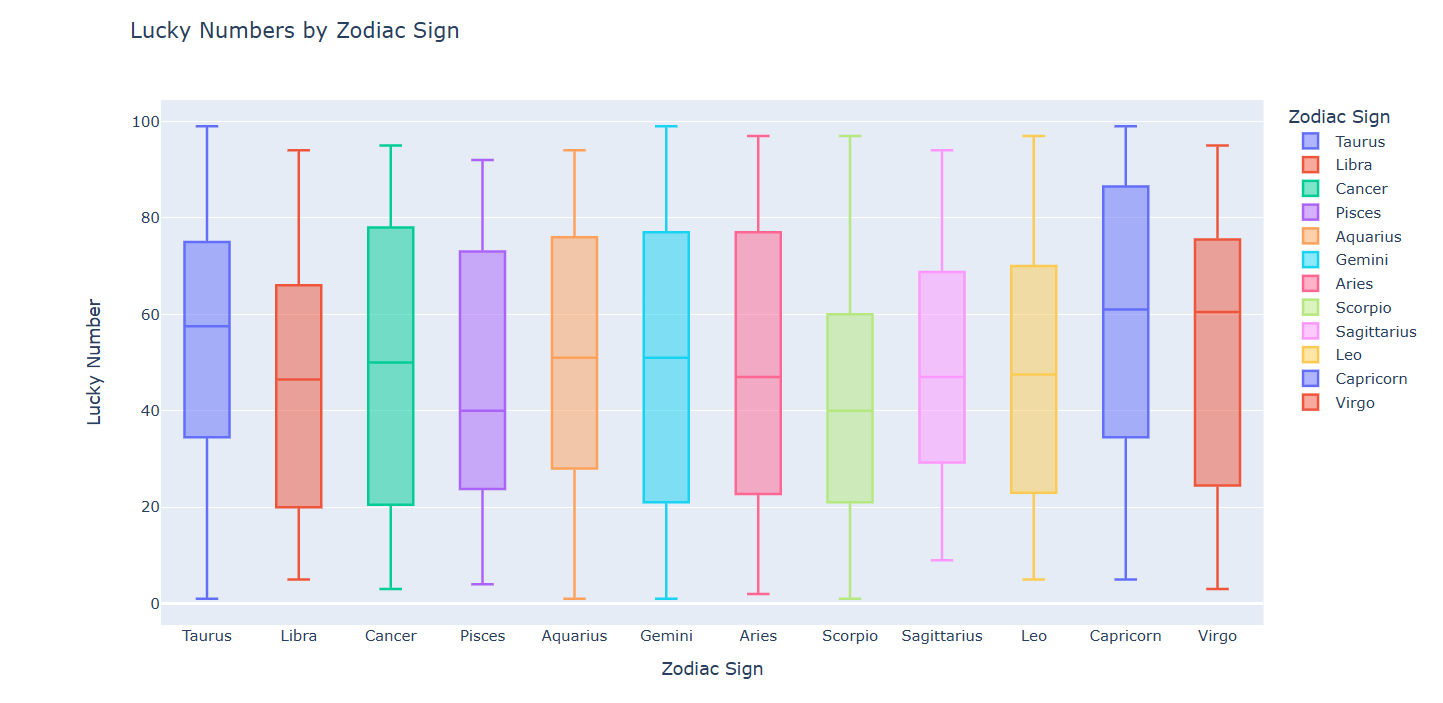 Lucky Numbers by Zodiac Sign
Zodiac Sign
Taurus
Libra
Cancer
Pisces
Aquarius
Gemini
Aries
Scorpio
Sagittarius
Leo
Capricorn
Virgo
Lucky Number
100
80
60
40
20
0
Taurus Libra Cancer Pisces Aquarius Gemini Aries Scorpio Sagittarius Leo Capricorn Virgo
Zodiac Sign